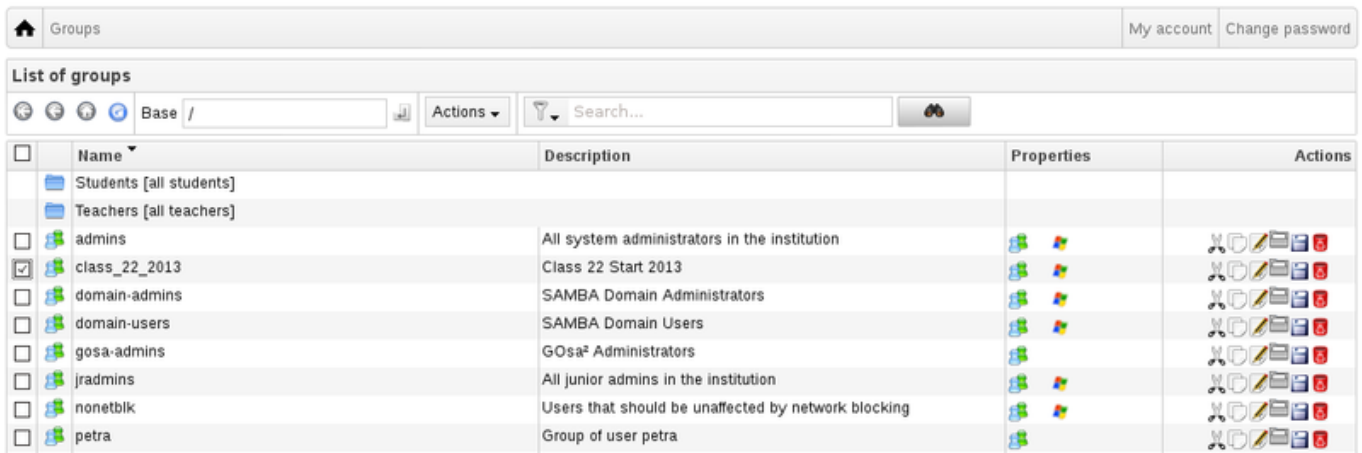 Groups My account Change password
List of groups
Base / Actions Search...
Name Description Properties Actions
Students [all students]
Teachers [all teachers]
admins All system administrators in the institution
class_22_2013 Class 22 Start 2013
domain-admins SAMBA Domain Administrators
domain-users SAMBA Domain Users
gosa-admins GOsa² Administrators
jradmins All junior admins in the institution
nonetblk Users that should be unaffected by network blocking
petra Group of user petra